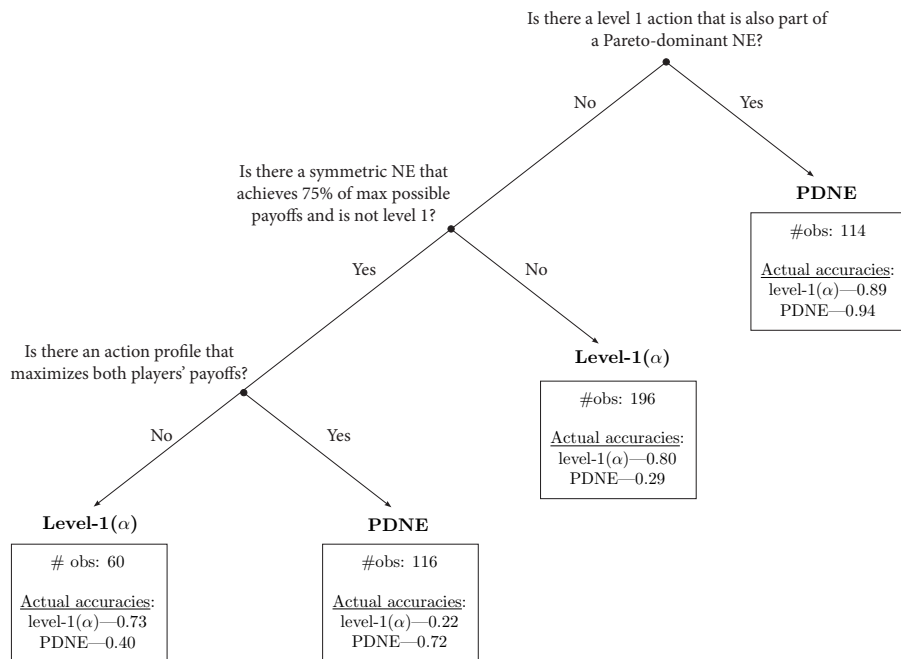 Is there a level 1 action that is also part of
a Pareto-dominant NE?
No
Yes
Is there a symmetric NE that
achieves 75% of max possible
payoffs and is not level 1?
PDNE
#obs: 114
Actual accuracies:
level-1(α)—0.89
PDNE—0.94
Yes
No
Is there an action profile that
maximizes both players’ payoffs?
Level-1(α)
#obs: 196
Actual accuracies:
level-1(α)—0.80
PDNE—0.29
No
Yes
Level-1(α)
# obs: 60
Actual accuracies:
level-1(α)—0.73
PDNE—0.40
PDNE
#obs: 116
Actual accuracies:
level-1(α)—0.22
PDNE—0.72